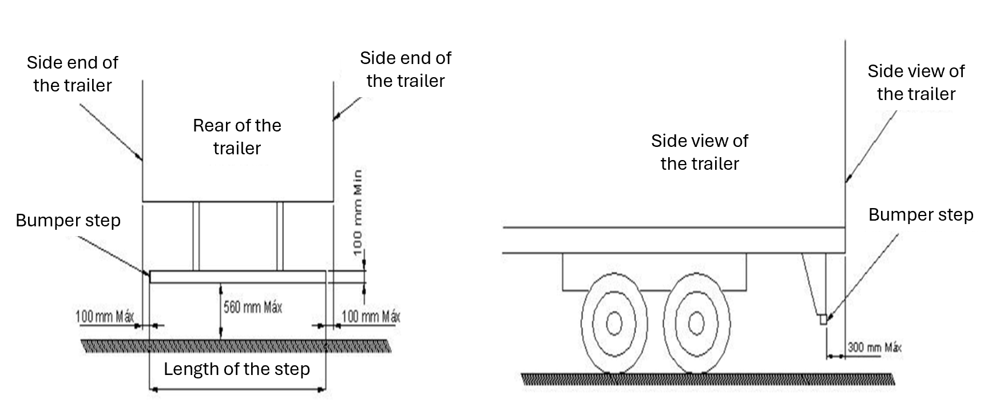 Side end of
the trailer
Side end of
the trailer
Rear of the
trailer
Bumper step
100 mm Min
560 mm Máx
100 mm Máx
100 mm Máx
Length of the step
Side view of
the trailer
Side view of
the trailer
Bumper step
300 mm Máx